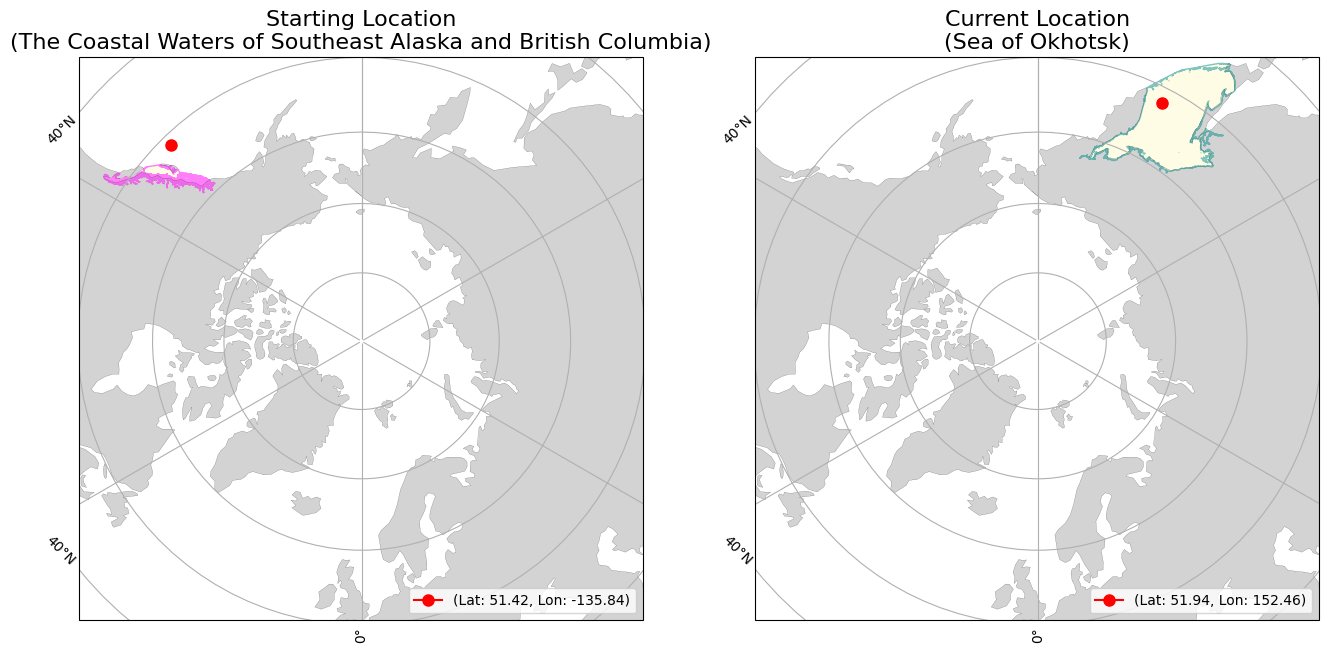 Starting Location
(The Coastal Waters of Southeast Alaska and British Columbia)
40°N
40°N
0°
(Lat: 51.42, Lon: -135.84)
Current Location
(Sea of Okhotsk)
40°N
40°N
0°
(Lat: 51.94, Lon: 152.46)